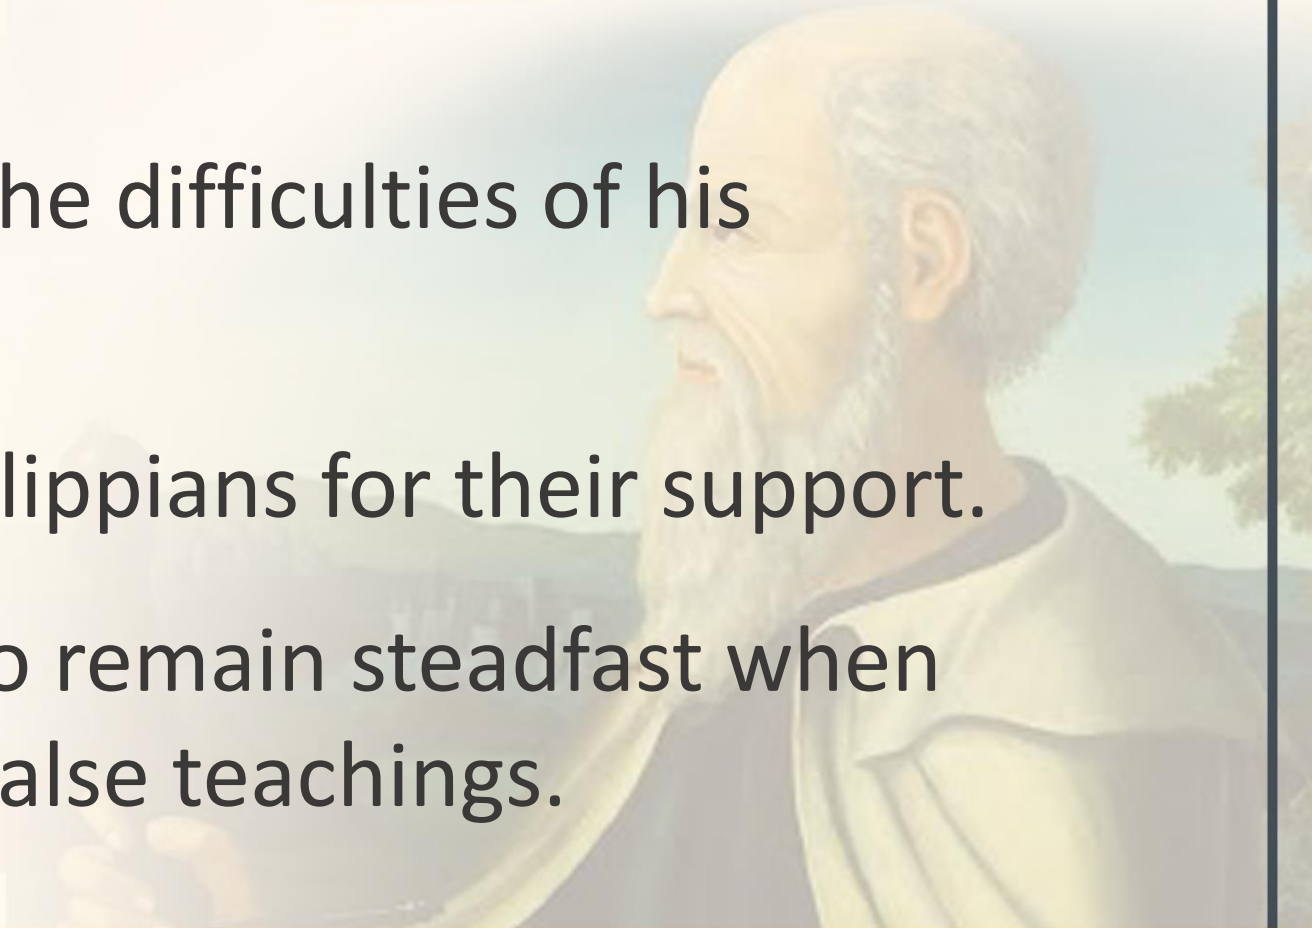 he difficulties of his
lippians for their support.
o remain steadfast when
alse teachings.